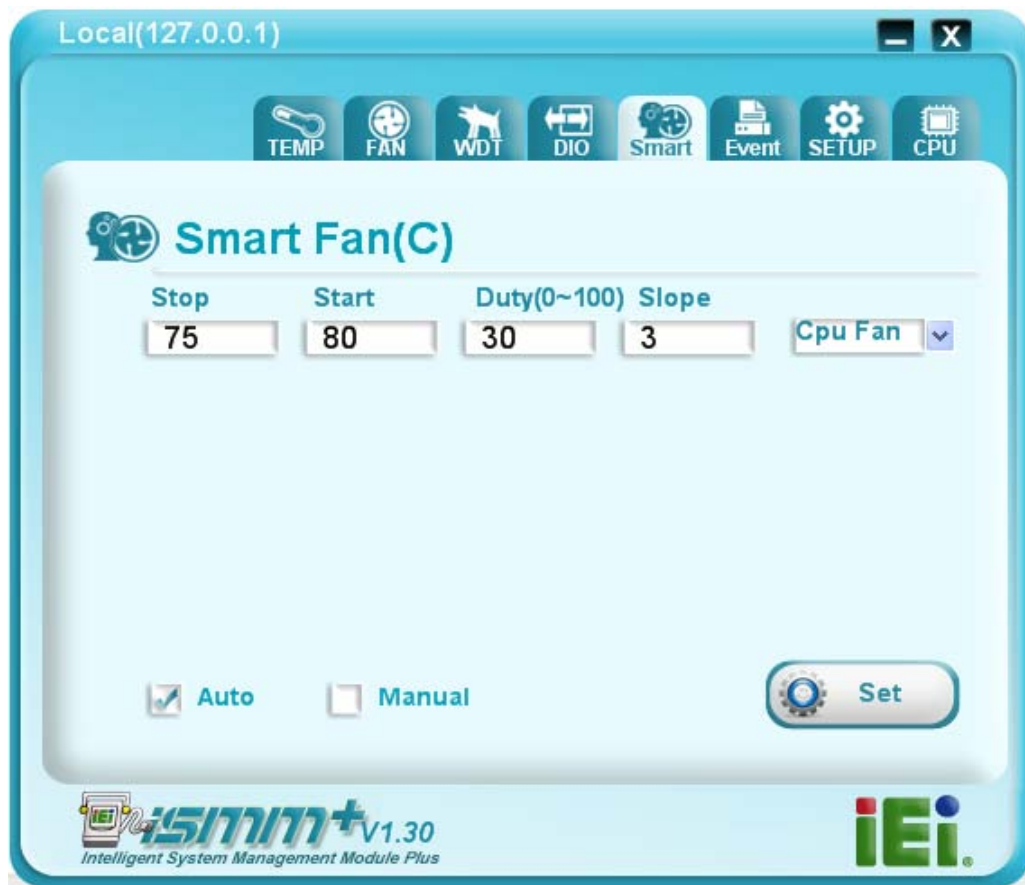 Local(127.0.0.1)
X
TEMP FAN WDT DIO Smart Event SETUP CPU
Smart Fan(C)
Stop Start Duty(0~100) Slope
75 80 30 3 Cpu Fan
Auto Manual Set
iEi iSMM+ V1.30
Intelligent System Management Module Plus
iEi®